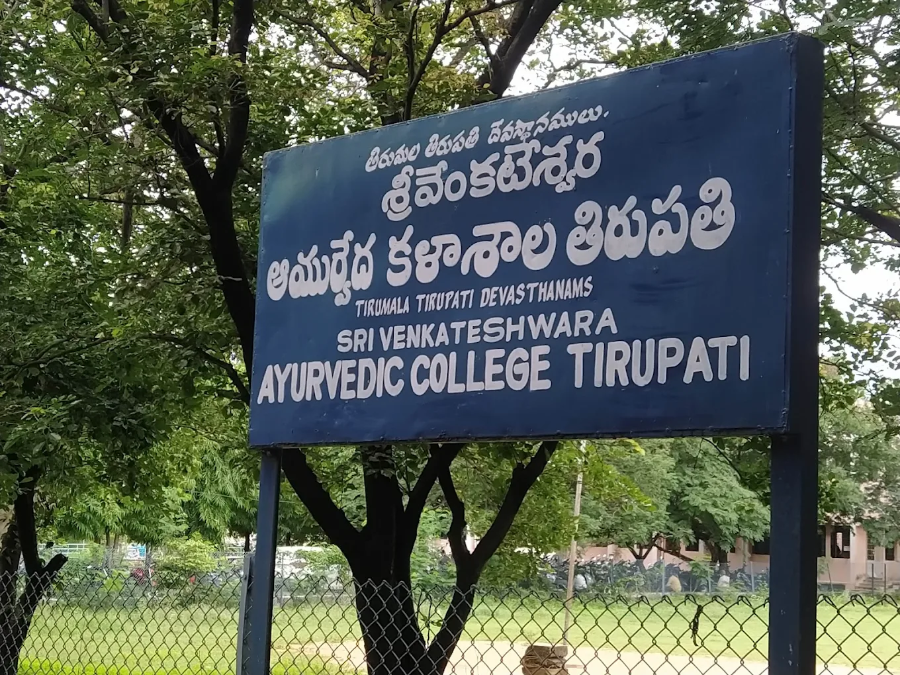 తిరుమల తిరుపతి దేవస్థానములు.
శ్రీవేంకటేశ్వర
ఆయుర్వేద కళాశాల తిరుపతి
TIRUMALA TIRUPATI DEVASTHANAMS
SRI VENKATESHWARA
AYURVEDIC COLLEGE TIRUPATI